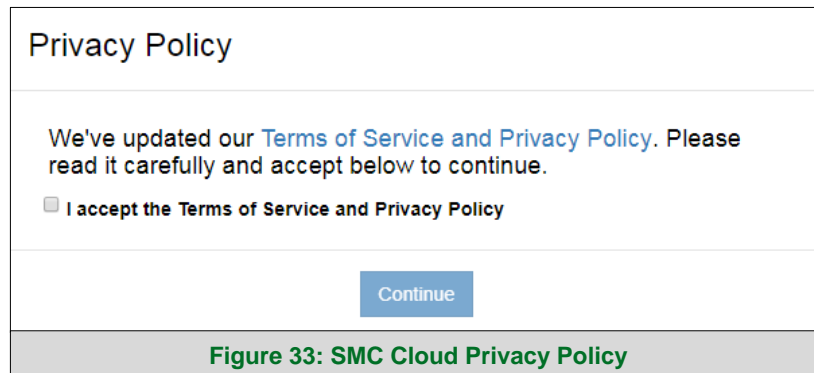 Privacy Policy
We've updated our Terms of Service and Privacy Policy. Please
read it carefully and accept below to continue.
I accept the Terms of Service and Privacy Policy
Continue
Figure 33: SMC Cloud Privacy Policy